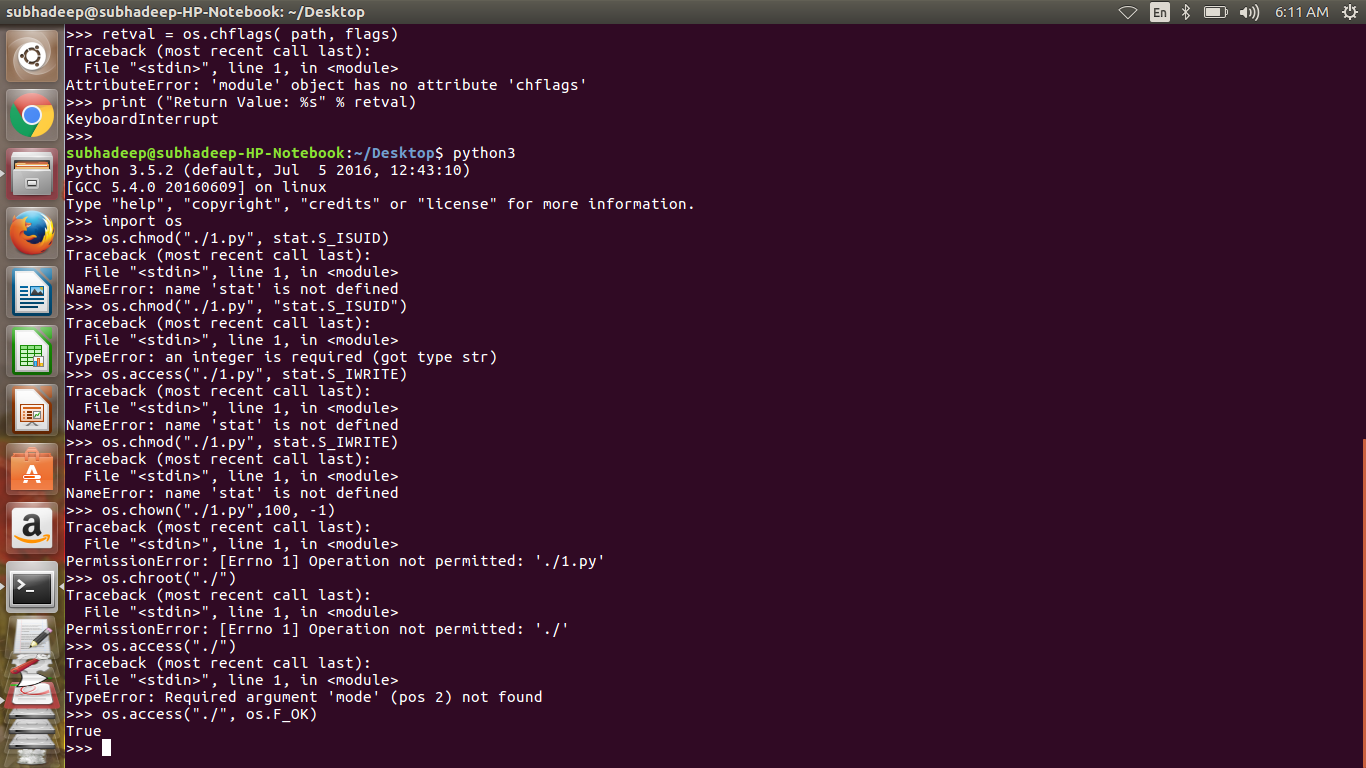 subhadeep@subhadeep-HP-Notebook: ~/Desktop
En
6:11 AM
>>> retval = os.chflags( path, flags)
Traceback (most recent call last):
  File "<stdin>", line 1, in <module>
AttributeError: 'module' object has no attribute 'chflags'
>>> print ("Return Value: %s" % retval)
KeyboardInterrupt
>>>
subhadeep@subhadeep-HP-Notebook:~/Desktop$ python3
Python 3.5.2 (default, Jul  5 2016, 12:43:10)
[GCC 5.4.0 20160609] on linux
Type "help", "copyright", "credits" or "license" for more information.
>>> import os
>>> os.chmod("./1.py", stat.S_ISUID)
Traceback (most recent call last):
  File "<stdin>", line 1, in <module>
NameError: name 'stat' is not defined
>>> os.chmod("./1.py", "stat.S_ISUID")
Traceback (most recent call last):
  File "<stdin>", line 1, in <module>
TypeError: an integer is required (got type str)
>>> os.access("./1.py", stat.S_IWRITE)
Traceback (most recent call last):
  File "<stdin>", line 1, in <module>
NameError: name 'stat' is not defined
>>> os.chmod("./1.py", stat.S_IWRITE)
Traceback (most recent call last):
  File "<stdin>", line 1, in <module>
NameError: name 'stat' is not defined
>>> os.chown("./1.py",100, -1)
Traceback (most recent call last):
  File "<stdin>", line 1, in <module>
PermissionError: [Errno 1] Operation not permitted: './1.py'
>>> os.chroot("./")
Traceback (most recent call last):
  File "<stdin>", line 1, in <module>
PermissionError: [Errno 1] Operation not permitted: './'
>>> os.access("./")
Traceback (most recent call last):
  File "<stdin>", line 1, in <module>
TypeError: Required argument 'mode' (pos 2) not found
>>> os.access("./", os.F_OK)
True
>>>